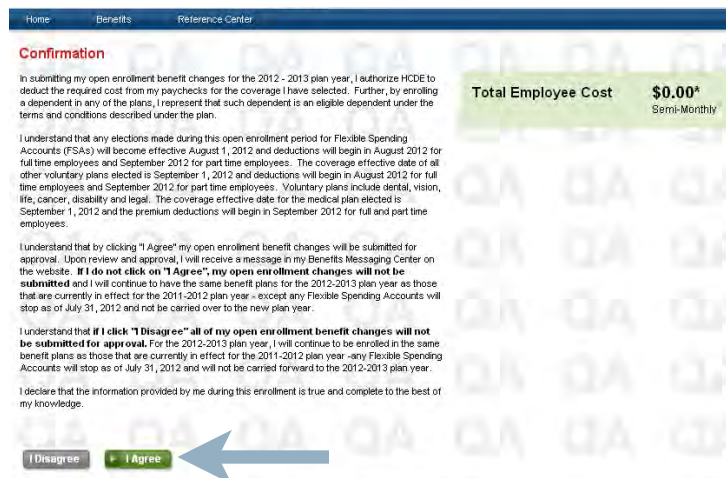 Home Benefits Reference Center
Confirmation
In submitting my open enrollment benefit changes for the 2012 - 2013 plan year, I authorize HCDE to
deduct the required cost from my paychecks for the coverage I have selected. Further, by enrolling
a dependent in any of the plans, I represent that such dependent is an eligible dependent under the
terms and conditions described under the plan.
Total Employee Cost $0.00*
Semi-Monthly
I understand that any elections made during this open enrollment period for Flexible Spending
Accounts (FSAs) will become effective August 1, 2012 and deductions will begin in August 2012 for
full time employees and September 2012 for part time employees. The coverage effective date of all
other voluntary plans elected is September 1, 2012 and deductions will begin in August 2012 for full
time employees and September 2012 for part time employees. Voluntary plans include dental, vision,
life, cancer, disability and legal. The coverage effective date for the medical plan elected is
September 1, 2012 and the premium deductions will begin in September 2012 for full and part time
employees.
I understand that by clicking "I Agree" my open enrollment benefit changes will be submitted for
approval. Upon review and approval, I will receive a message in my Benefits Messaging Center on
the website. If I do not click on "I Agree", my open enrollment changes will not be
submitted and I will continue to have the same benefit plans for the 2012-2013 plan year as those
that are currently in effect for the 2011-2012 plan year - except any Flexible Spending Accounts will
stop as of July 31, 2012 and not be carried over to the new plan year.
I understand that if I click "I Disagree" all of my open enrollment benefit changes will not
be submitted for approval. For the 2012-2013 plan year, I will continue to be enrolled in the same
benefit plans as those that are currently in effect for the 2011-2012 plan year -any Flexible Spending
Accounts will stop as of July 31, 2012 and will not be carried forward to the 2012-2013 plan year.
I declare that the information provided by me during this enrollment is true and complete to the best of
my knowledge.
I Disagree I Agree